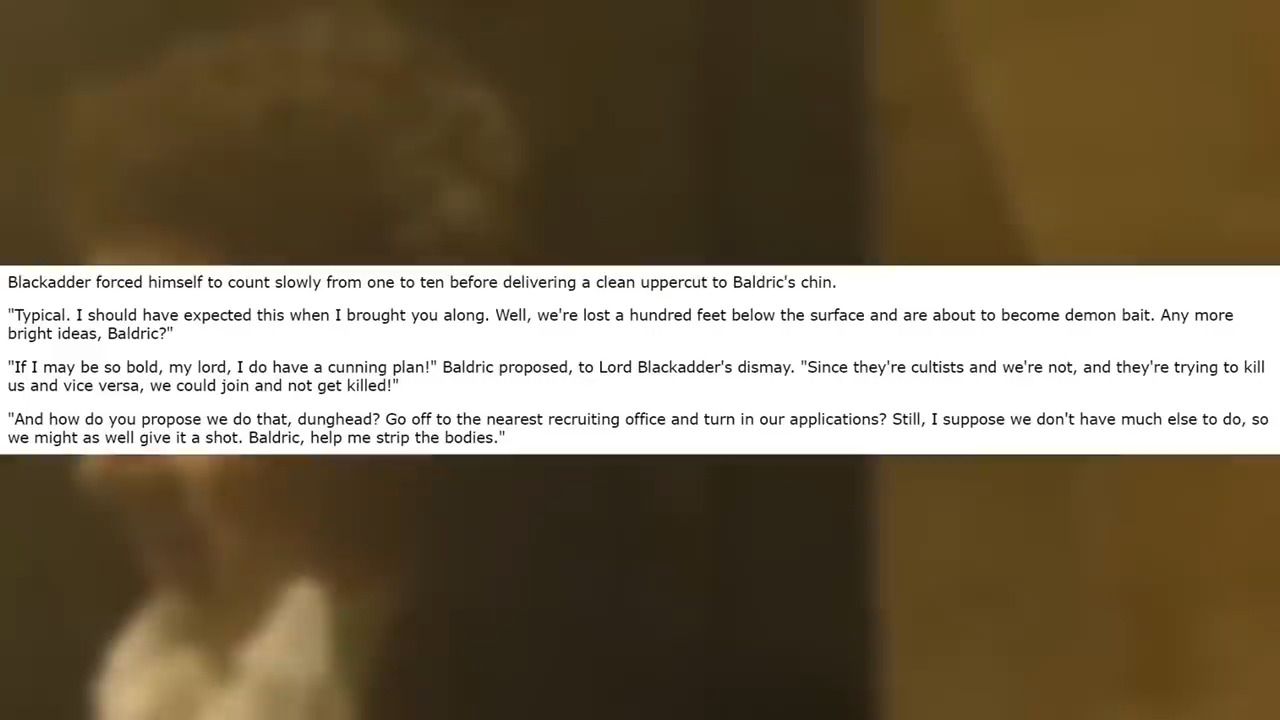 Blackadder forced himself to count slowly from one to ten before delivering a clean uppercut to Baldric's chin.
"Typical. I should have expected this when I brought you along. Well, we're lost a hundred feet below the surface and are about to become demon bait. Any more
bright ideas, Baldric?"
"If I may be so bold, my lord, I do have a cunning plan!" Baldric proposed, to Lord Blackadder's dismay. "Since they're cultists and we're not, and they're trying to kill
us and vice versa, we could join and not get killed!"
"And how do you propose we do that, dunghead? Go off to the nearest recruiting office and turn in our applications? Still, I suppose we don't have much else to do, so
we might as well give it a shot. Baldric, help me strip the bodies."